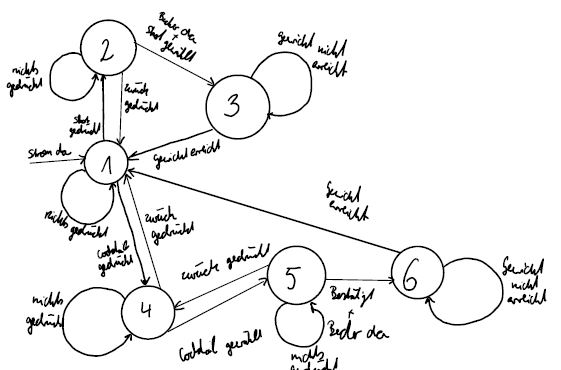 2
Becher da
+
Shot gewählt
gewicht nicht
erreicht
nichts
gedrückt
zurück
gedrückt
3
Shot
gedrückt
Strom da
1
gewicht erreicht
nichts gedrückt
zurück
gedrückt
Gewicht
erreicht
Cocktail
gedrückt
zurück gedrückt
5
6
Gewicht
nicht
erreicht
nichts
gedrückt
4
Bestätigt
+
Becher da
Cocktail gewählt
nichts
gedrückt